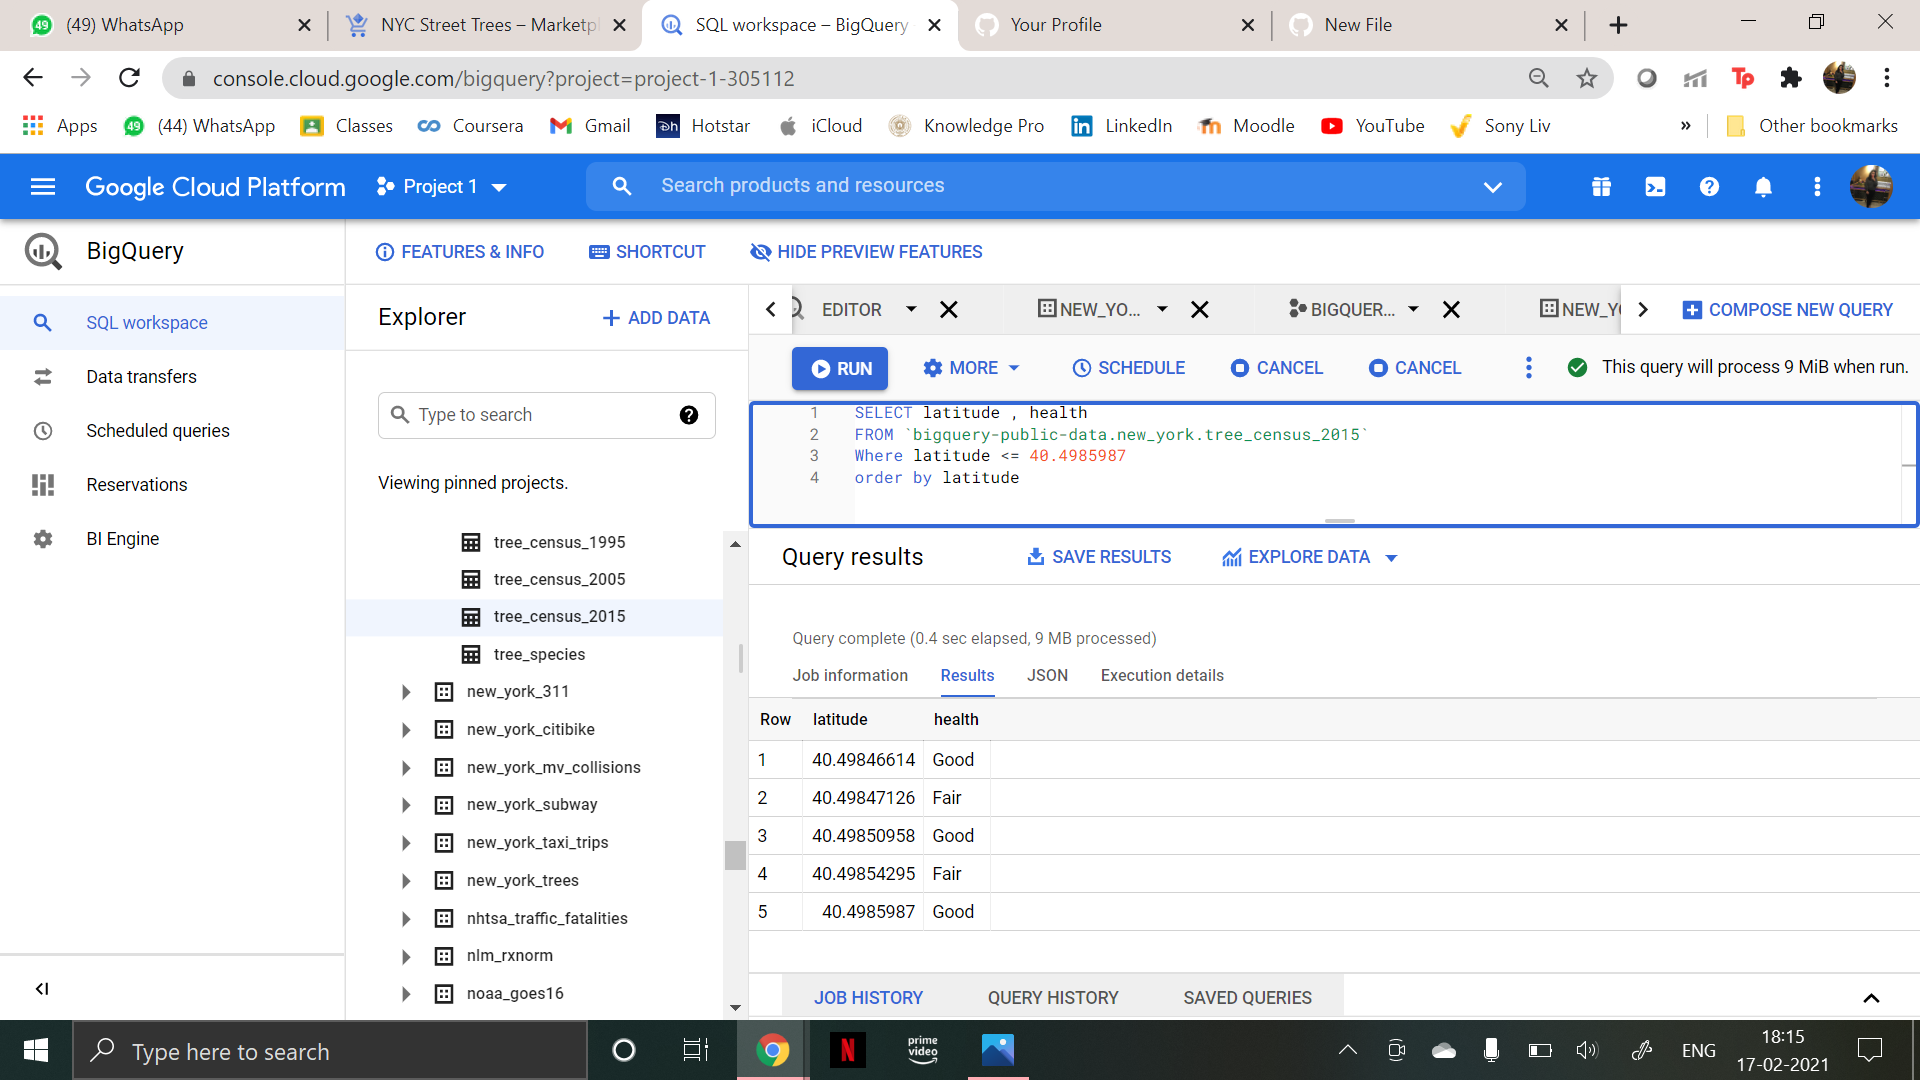 49 (49) WhatsApp
NYC Street Trees – Marketpl
SQL workspace – BigQuery
Your Profile
New File
console.cloud.google.com/bigquery?project=project-1-305112
Tp
Apps
49 (44) WhatsApp
Classes
Coursera
Gmail
Hotstar
iCloud
Knowledge Pro
LinkedIn
Moodle
YouTube
Sony Liv
»
Other bookmarks
Google Cloud Platform
Project 1
Search products and resources
BigQuery
FEATURES & INFO
SHORTCUT
HIDE PREVIEW FEATURES
SQL workspace
Data transfers
Scheduled queries
Reservations
BI Engine
Explorer
ADD DATA
Type to search
Viewing pinned projects.
tree_census_1995
tree_census_2005
tree_census_2015
tree_species
new_york_311
new_york_citibike
new_york_mv_collisions
new_york_subway
new_york_taxi_trips
new_york_trees
nhtsa_traffic_fatalities
nlm_rxnorm
noaa_goes16
EDITOR
NEW_YO...
BIGQUER...
NEW_YO
COMPOSE NEW QUERY
RUN
MORE
SCHEDULE
CANCEL
CANCEL
This query will process 9 MiB when run.
1 SELECT latitude , health
2 FROM `bigquery-public-data.new_york.tree_census_2015`
3 Where latitude <= 40.4985987
4 order by latitude
Query results
SAVE RESULTS
EXPLORE DATA
Query complete (0.4 sec elapsed, 9 MB processed)
Job information Results JSON Execution details
Row latitude health
1 40.49846614 Good
2 40.49847126 Fair
3 40.49850958 Good
4 40.49854295 Fair
5 40.4985987 Good
JOB HISTORY QUERY HISTORY SAVED QUERIES
Type here to search
N
prime
video
ENG
18:15
17-02-2021